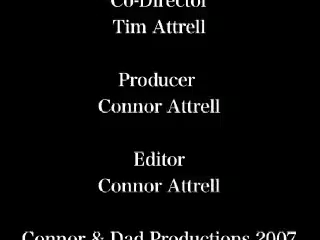 Co-Director
Tim Attrell
Producer
Connor Attrell
Editor
Connor Attrell
Connor & Dad Productions 2007